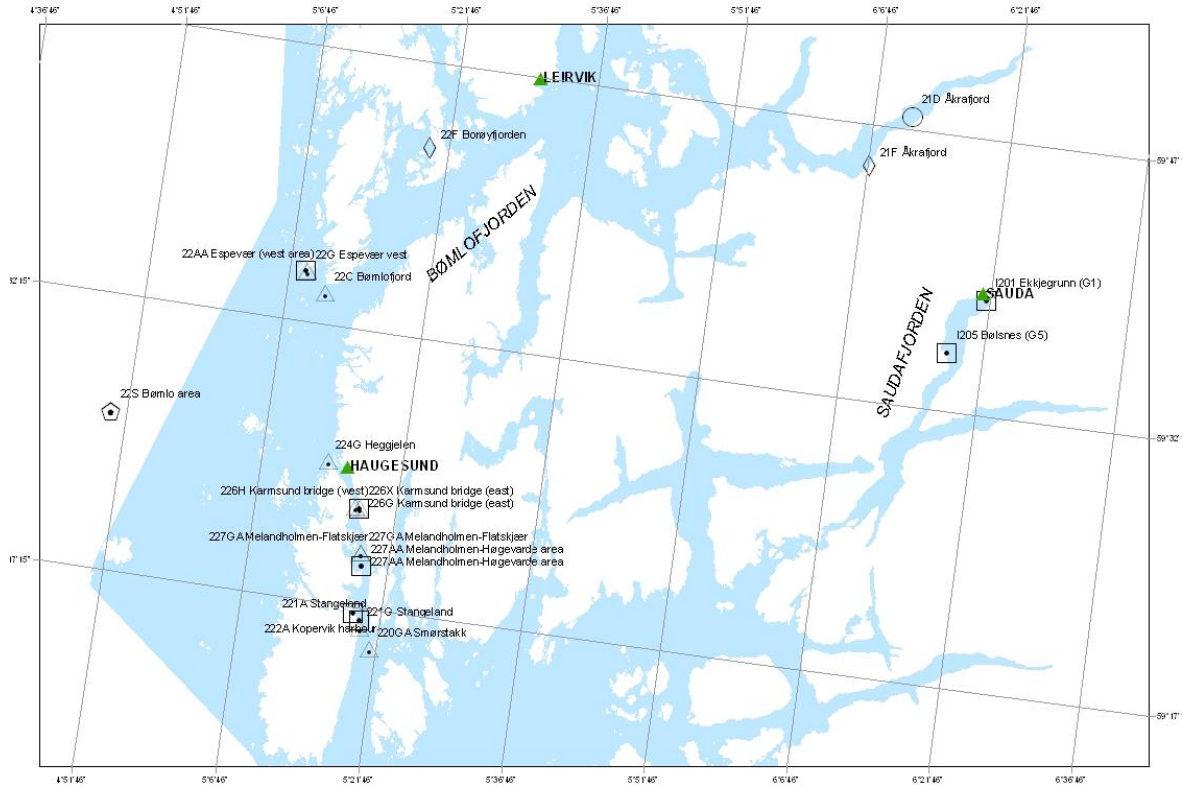 4°36'46" 4°51'46" 5°6'46" 5°21'46" 5°36'46" 5°51'46" 6°6'46" 6°21'46"
LEIRVIK
21D Åkrafjord
22F Borøyfjorden
21F Åkrafjord
59°47'
BØMLOFJORDEN
22AA Espevær (west area) 22G Espevær vest
22C Bømlofjord
I201 Ekkjegrunn (G1)
SAUDA
I205 Bølsnes (G5)
SAUDAFJORDEN
22S Bømlo area
59°32'
224G Heggjelen
HAUGESUND
226H Karmsund bridge (west) 226X Karmsund bridge (east)
226G Karmsund bridge (east)
227GA Melandholmen-Flatskjær 227GA Melandholmen-Flatskjær
227AA Melandholmen-Høgevarde area
227AA Melandholmen-Høgevarde area
221A Stangeland 221G Stangeland
222A Kopervik harbour 220GA Smørstakk
59°17'
4°51'46" 5°6'46" 5°21'46" 5°36'46" 5°51'46" 6°6'46" 6°21'46" 6°36'46"